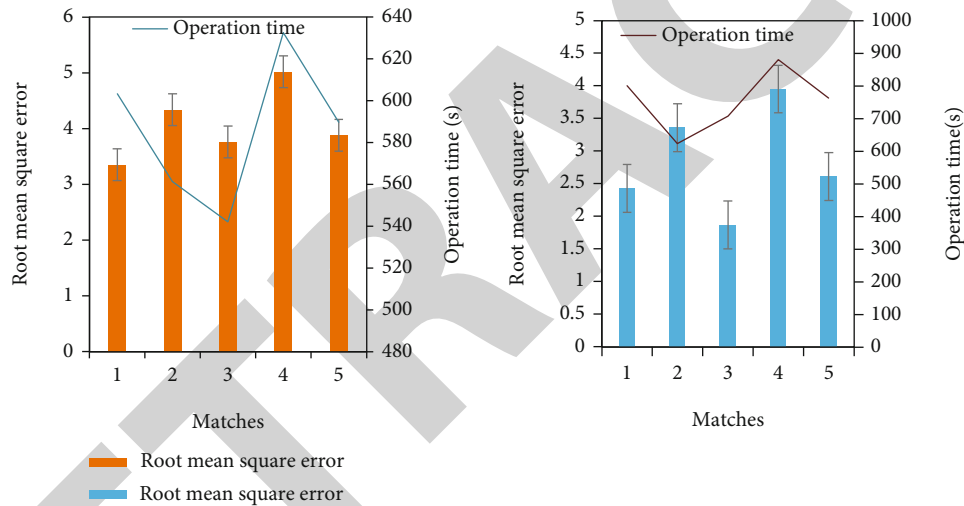 Operation time
6
5
4
3
2
1
0
Root mean square error
640
620
600
580
560
540
520
500
480
Operation time (s)
1 2 3 4 5
Matches
Operation time
5
4.5
4
3.5
3
2.5
2
1.5
1
0.5
0
Root mean square error
1000
900
800
700
600
500
400
300
200
100
0
Operation time(s)
1 2 3 4 5
Matches
Root mean square error
Root mean square error
TRAC